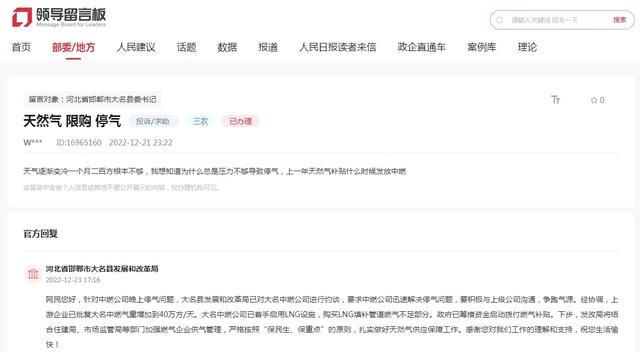 领导留言板
Message Board for Leaders
请输入关键词 回车一下
搜索
首页 部委/地方 人民建议 话题 数据 报道 人民日报读者来信 政企直通车 案例库 理论
留言对象：河北省邯郸市大名县委书记
TT ☆ 0
天然气 限购 停气 投诉/求助 三农 已办理
W*** ID:16965160 2022-12-21 23:22
天气逐渐变冷一个月二百方根本不够，我想知道为什么总是压力不够导致停气，上一年天然气补贴什么时候发放中燃
该留言中含有个人信息或其他不便公开展示的内容，仅办理机构可见。
官方回复
河北省邯郸市大名县发展和改革局
2022-12-23 17:16
网民您好，针对中燃公司晚上停气问题，大名县发展和改革局已对大名中燃公司进行约谈，要求中燃公司迅速解决停气问题，要积极与上级公司沟通，争跑气源。经协调，上
游企业已批复大名中燃气量增加到40万方/天。大名中燃公司已着手启用LNG设施，购买LNG填补管道燃气不足部分。政府已筹措资金启动拨付燃气补贴。下步，发改局将结
合住建局、市场监管局等部门加强燃气企业供气管理，严格按照“保民生、保重点”的原则，扎实做好天然气供应保障工作。感谢您对我们工作的理解和支持，祝您生活愉
快！